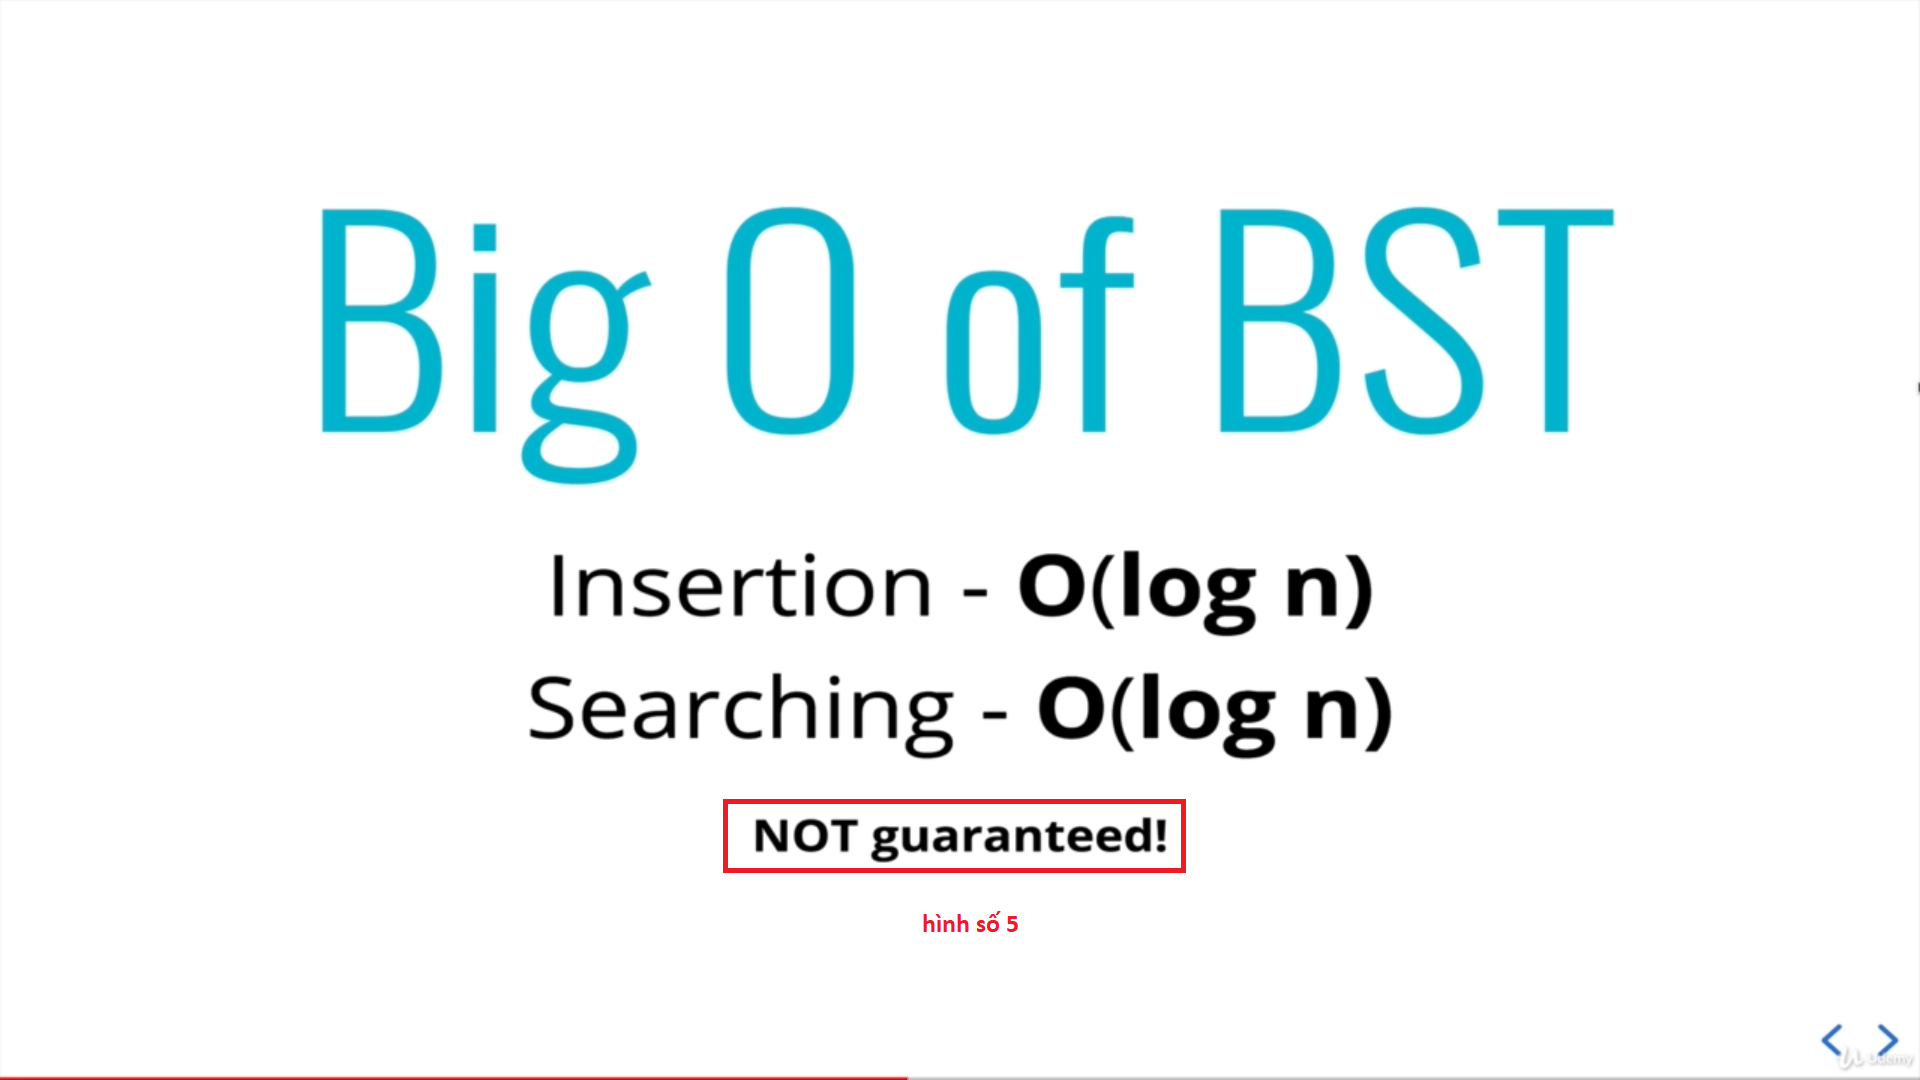 Big O of BST
Insertion - O(log n)
Searching - O(log n)
NOT guaranteed!
hình số 5
Udemy